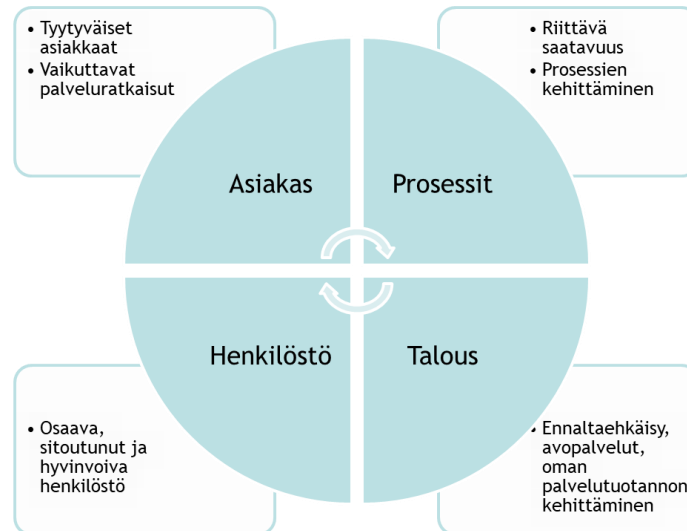 • Tyytyväiset
asiakkaat
• Vaikuttavat
palveluratkaisut
• Riittävä
saatavuus
• Prosessien
kehittäminen
Asiakas
Prosessit
Henkilöstö
Talous
• Osaava,
sitoutunut ja
hyvinvoiva
henkilöstö
• Ennaltaehkäisy,
avopalvelut,
oman
palvelutuotannon
kehittäminen